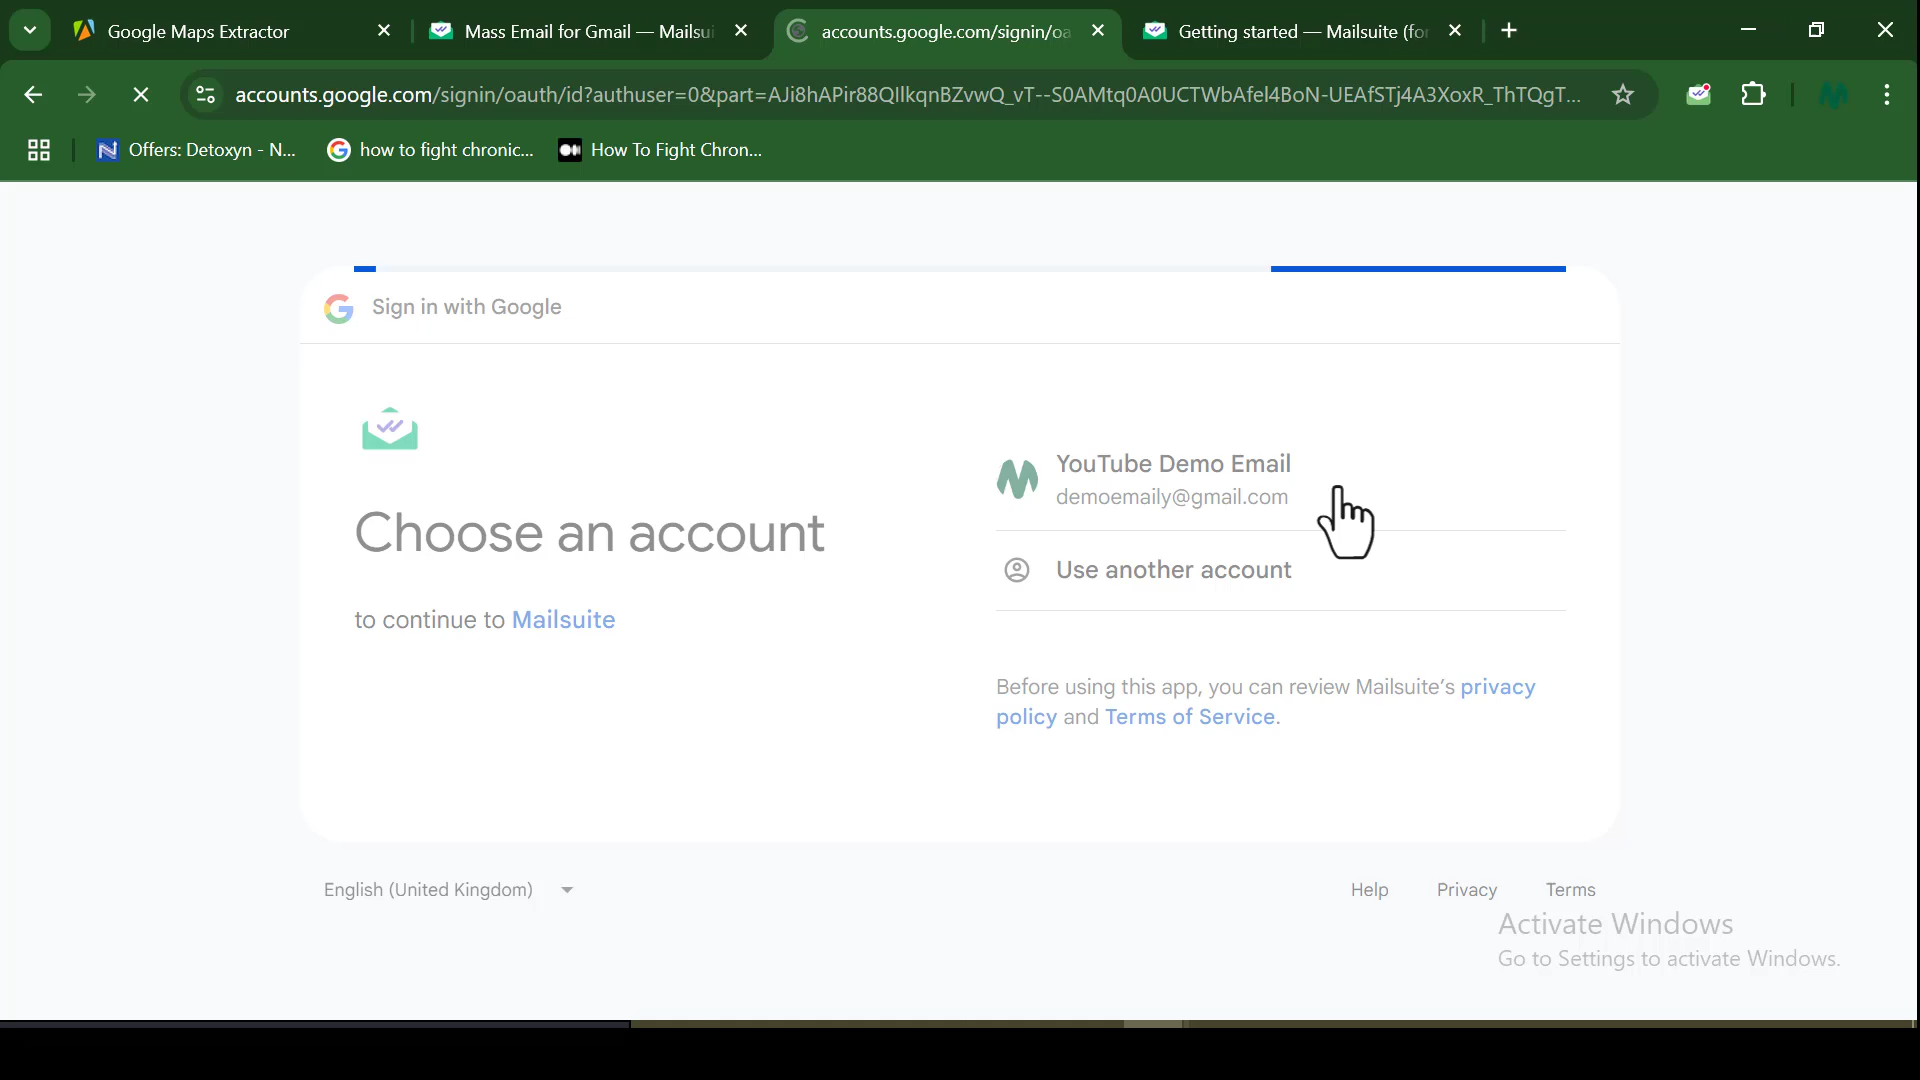 Google Maps Extractor
Mass Email for Gmail — Mailsui
accounts.google.com/signin/oa
Getting started — Mailsuite (for
accounts.google.com/signin/oauth/id?authuser=0&part=AJi8hAPir88QIlkqnBZvwQ_vT--S0AMtq0A0UCTWbAfel4BoN-UEAfSTj4A3XoxR_ThTQgT...
Offers: Detoxyn - N...
how to fight chronic...
How To Fight Chron...
Sign in with Google
Choose an account
to continue to Mailsuite
YouTube Demo Email
demoemaily@gmail.com
Use another account
Before using this app, you can review Mailsuite's privacy
policy and Terms of Service.
English (United Kingdom)
Help
Privacy
Terms
Activate Windows
Go to Settings to activate Windows.